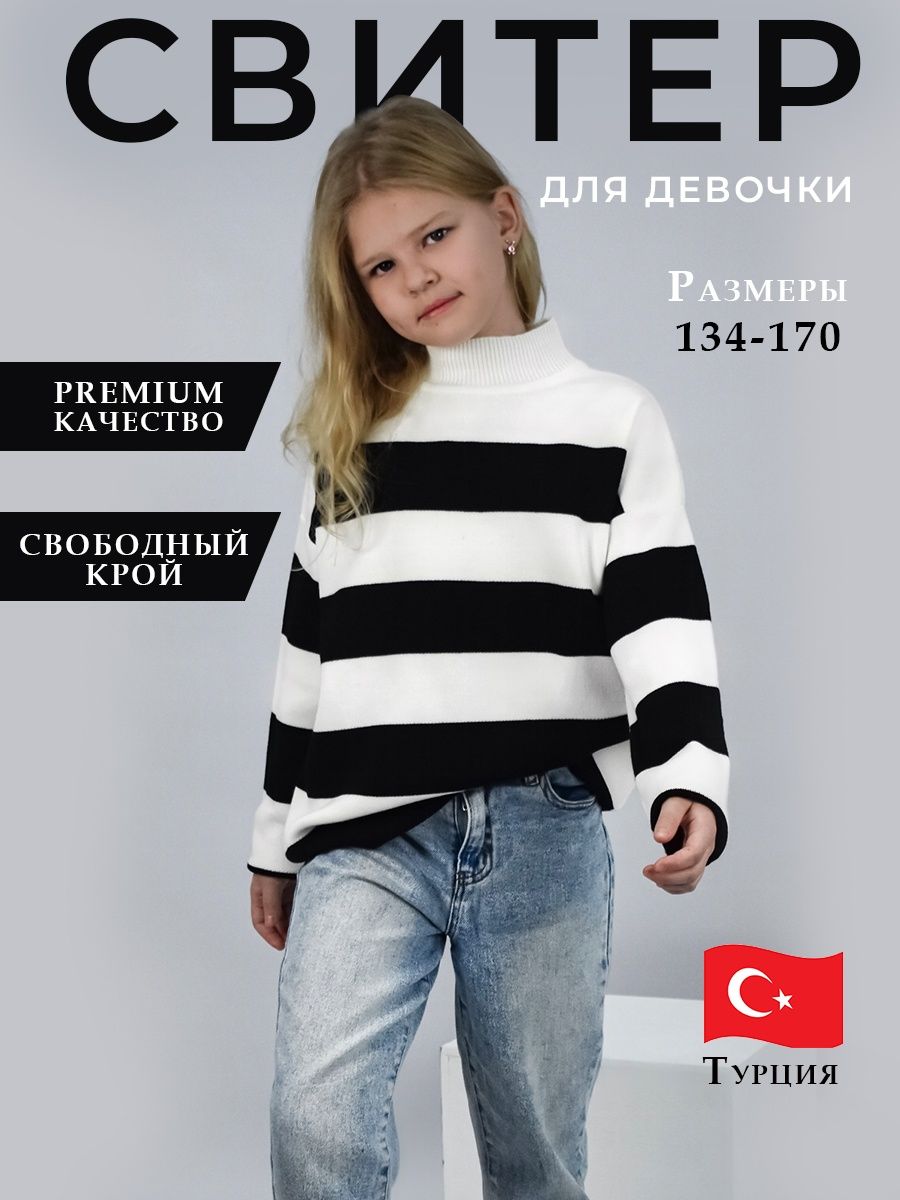 СВИТЕР
ДЛЯ ДЕВОЧКИ
Размеры
134-170
PREMIUM
КАЧЕСТВО
СВОБОДНЫЙ
КРОЙ
Турция